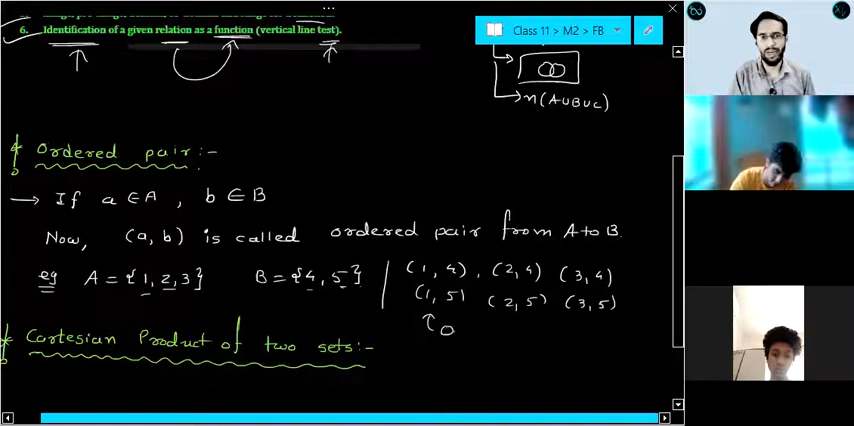 6. Identification of a given relation as a function (vertical line test).
Class 11 > M2 > FB
n(AUBUC)
Ordered pair:-
→ If a ∈ A , b ∈ B
Now, (a, b) is called ordered pair from A to B.
eg A = {1, 2, 3} B = {4, 5} (1, 4), (2, 4) (3, 4)
(1, 5) (2, 5) (3, 5)
Cartesian Product of two sets:-